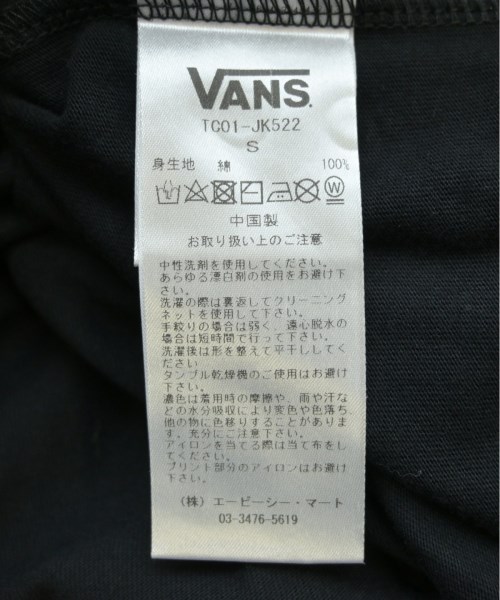 VANS.
TC01-JK522
S
身生地 綿 100%
中国製
お取り扱い上のご注意
中性洗剤を使用してください。
あらゆる漂白剤の使用をお避け下
さい。
洗濯の際は裏返してクリーニング
ネットを使用して下さい。
手絞りの場合は弱く、遠心脱水の
場合は短時間で行って下さい。
洗濯後は形を整えて平干ししてく
ださい
タンブル乾燥機のご使用はお避け
下さい。
濃色は着用時の摩擦や、雨や汗な
どの水分吸収により変色や色落ち、
他の物に色移りすることがありま
す。充分にご注意下さい。
アイロンを当てる際は当て布をし
てください。
プリント部分のアイロンはお避け
下さい。
(株) エービーシー・マート
03-3476-5619